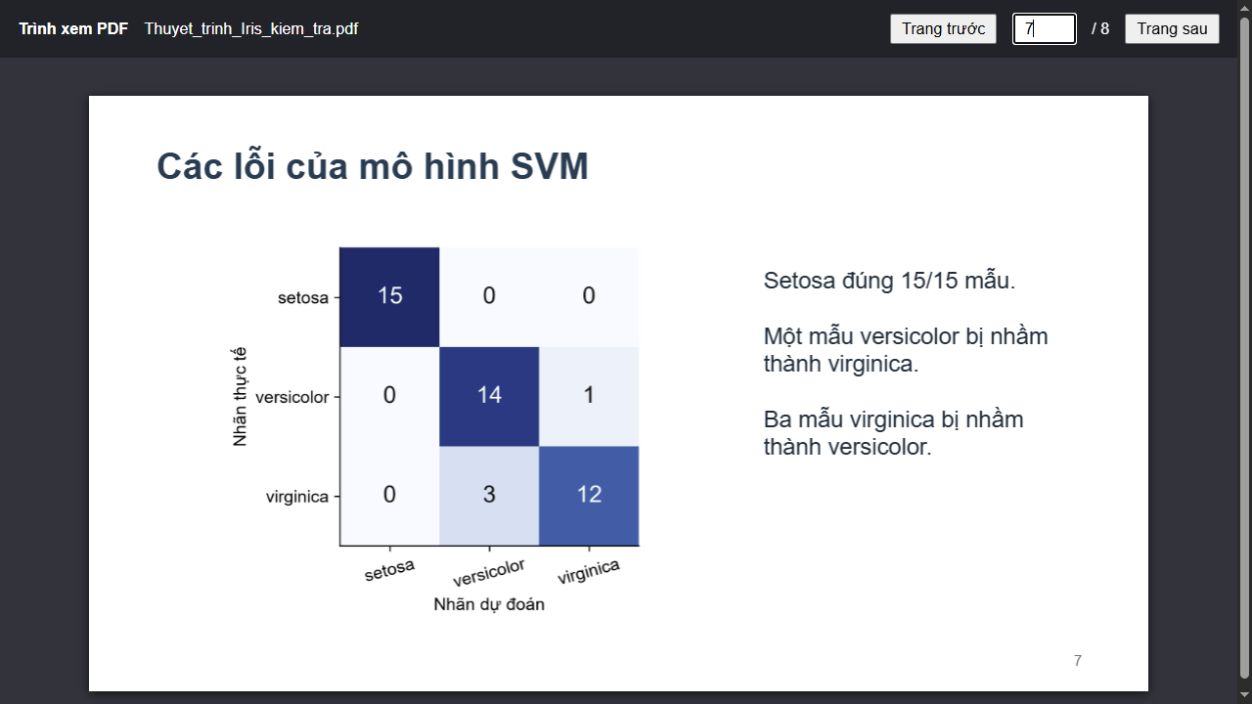 Trình xem PDF Thuyet_trinh_Iris_kiem_tra.pdf Trang trước 7 / 8 Trang sau
Các lỗi của mô hình SVM
Nhãn thực tế
setosa 15 0 0
versicolor 0 14 1
virginica 0 3 12
setosa versicolor virginica
Nhãn dự đoán
Setosa đúng 15/15 mẫu.
Một mẫu versicolor bị nhầm
thành virginica.
Ba mẫu virginica bị nhầm
thành versicolor.
7